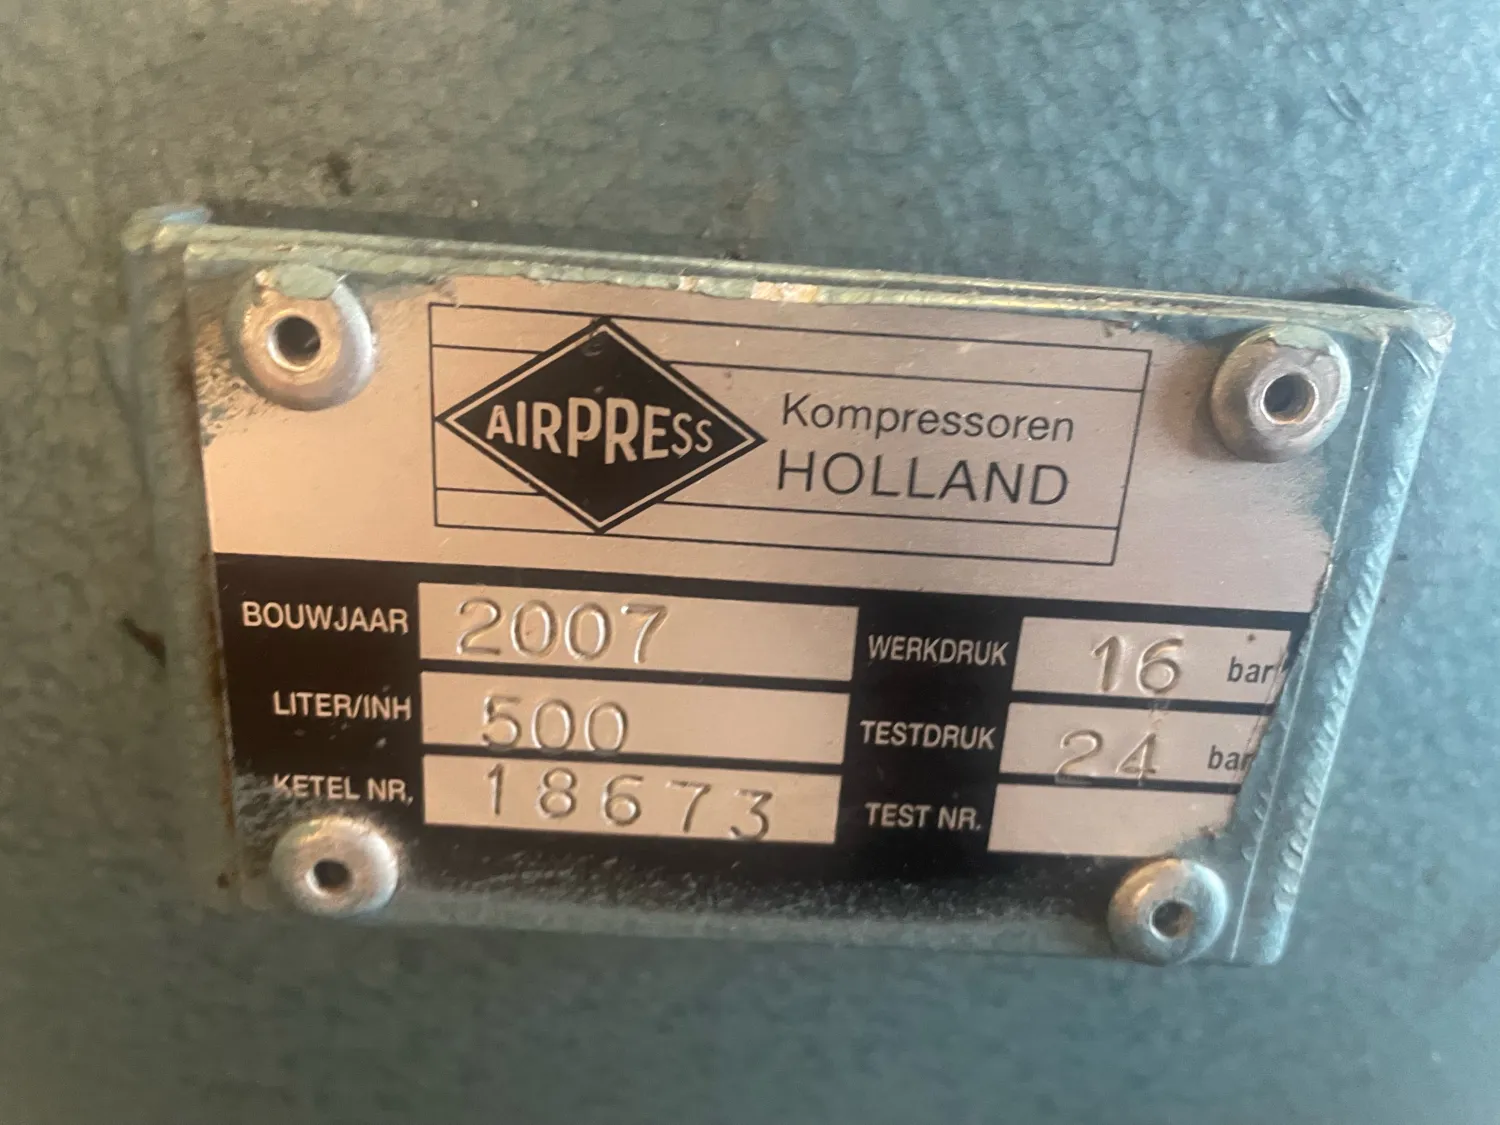 AIRPRESS
Kompressoren
HOLLAND
BOUWJAAR 2007
WERKDRUK 16 bar
LITER/INH 500
TESTDRUK 24 bar
KETEL NR. 18673
TEST NR.